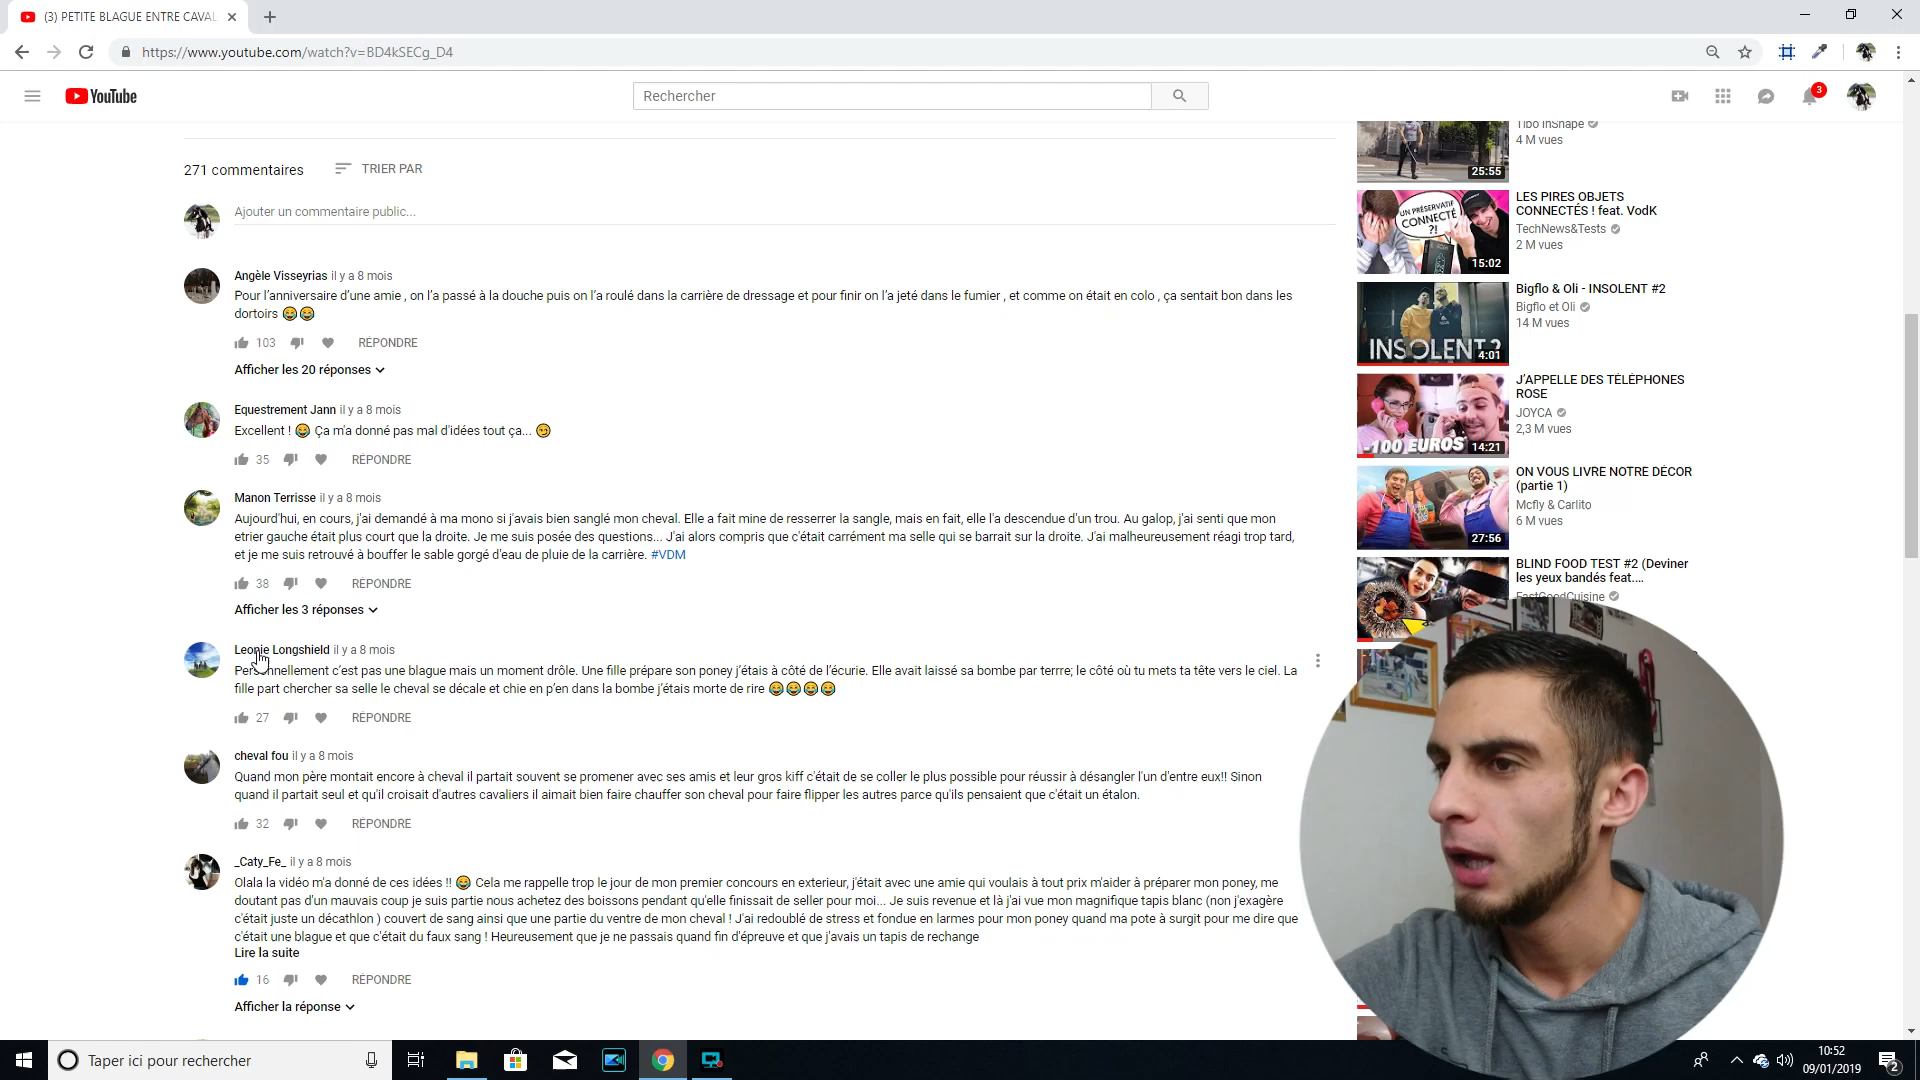 (3) PETITE BLAGUE ENTRE CAVAL
https://www.youtube.com/watch?v=BD4kSECg_D4
YouTube
Rechercher
3
271 commentaires
TRIER PAR
Ajouter un commentaire public...
Angèle Visseyrias il y a 8 mois
Pour l’anniversaire d’une amie , on l’a passé à la douche puis on l’a roulé dans la carrière de dressage et pour finir on l’a jeté dans le fumier , et comme on était en colo , ça sentait bon dans les
dortoirs 😂😂
103 RÉPONDRE
Afficher les 20 réponses
Equestrement Jann il y a 8 mois
Excellent ! 😂 Ça m'a donné pas mal d'idées tout ça... 😏
35 RÉPONDRE
Manon Terrisse il y a 8 mois
Aujourd'hui, en cours, j'ai demandé à ma mono si j'avais bien sanglé mon cheval. Elle a fait mine de resserrer la sangle, mais en fait, elle l'a descendue d'un trou. Au galop, j'ai senti que mon
etrier gauche était plus court que la droite. Je me suis posée des questions... J'ai alors compris que c'était carrément ma selle qui se barrait sur la droite. J'ai malheureusement réagi trop tard,
et je me suis retrouvé à bouffer le sable gorgé d'eau de pluie de la carrière. #VDM
38 RÉPONDRE
Afficher les 3 réponses
Leonie Longshield il y a 8 mois
Personnellement c’est pas une blague mais un moment drôle. Une fille prépare son poney j’étais à côté de l’écurie. Elle avait laissé sa bombe par terrre; le côté où tu mets ta tête vers le ciel. La
fille part chercher sa selle le cheval se décale et chie en p’en dans la bombe j’étais morte de rire 😂😂😂😂
27 RÉPONDRE
cheval fou il y a 8 mois
Quand mon père montait encore à cheval il partait souvent se promener avec ses amis et leur gros kiff c'était de se coller le plus possible pour réussir à désangler l'un d'entre eux!! Sinon
quand il partait seul et qu'il croisait d'autres cavaliers il aimait bien faire chauffer son cheval pour faire flipper les autres parce qu'ils pensaient que c'était un étalon.
32 RÉPONDRE
_Caty_Fe_ il y a 8 mois
Olala la vidéo m'a donné de ces idées !! 😂 Cela me rappelle trop le jour de mon premier concours en exterieur, j'était avec une amie qui voulais à tout prix m'aider à préparer mon poney, me
doutant pas d'un mauvais coup je suis partie nous achetez des boissons pendant qu'elle finissait de seller pour moi... Je suis revenue et là j'ai vue mon magnifique tapis blanc (non j'exagère
c'était juste un décathlon ) couvert de sang ainsi que une partie du ventre de mon cheval ! J'ai redoublé de stress et fondue en larmes pour mon poney quand ma pote à surgit pour me dire que
c'était une blague et que c'était du faux sang ! Heureusement que je ne passais quand fin d'épreuve et que j'avais un tapis de rechange
Lire la suite
16 RÉPONDRE
Afficher la réponse
Tibo InShape
4 M vues
25:55
UN PRÉSERVATIF
CONNECTÉ
?!
15:02
LES PIRES OBJETS
CONNECTÉS ! feat. VodK
TechNews&Tests
2 M vues
INSOLENT 2
4:01
Bigflo & Oli - INSOLENT #2
Bigflo et Oli
14 M vues
-100 EUROS
14:21
J'APPELLE DES TÉLÉPHONES
ROSE
JOYCA
2,3 M vues
27:56
ON VOUS LIVRE NOTRE DÉCOR
(partie 1)
Mcfly & Carlito
6 M vues
BLIND FOOD TEST #2 (Deviner
les yeux bandés feat....
FastGoodCuisine
Taper ici pour rechercher
10:52
09/01/2019
2